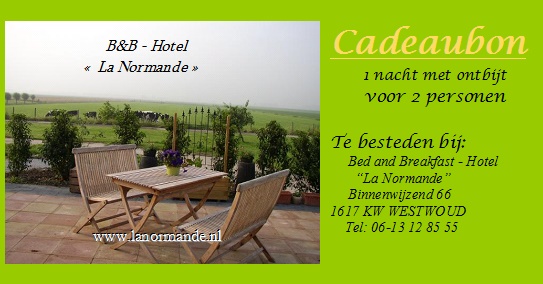 B&B - Hotel
« La Normande »
www.lanormande.nl
Cadeaubon
1 nacht met ontbijt
voor 2 personen
Te besteden bij:
Bed and Breakfast - Hotel
“La Normande”
Binnenwijzend 66
1617 KW WESTWOUD
Tel: 06-13 12 85 55